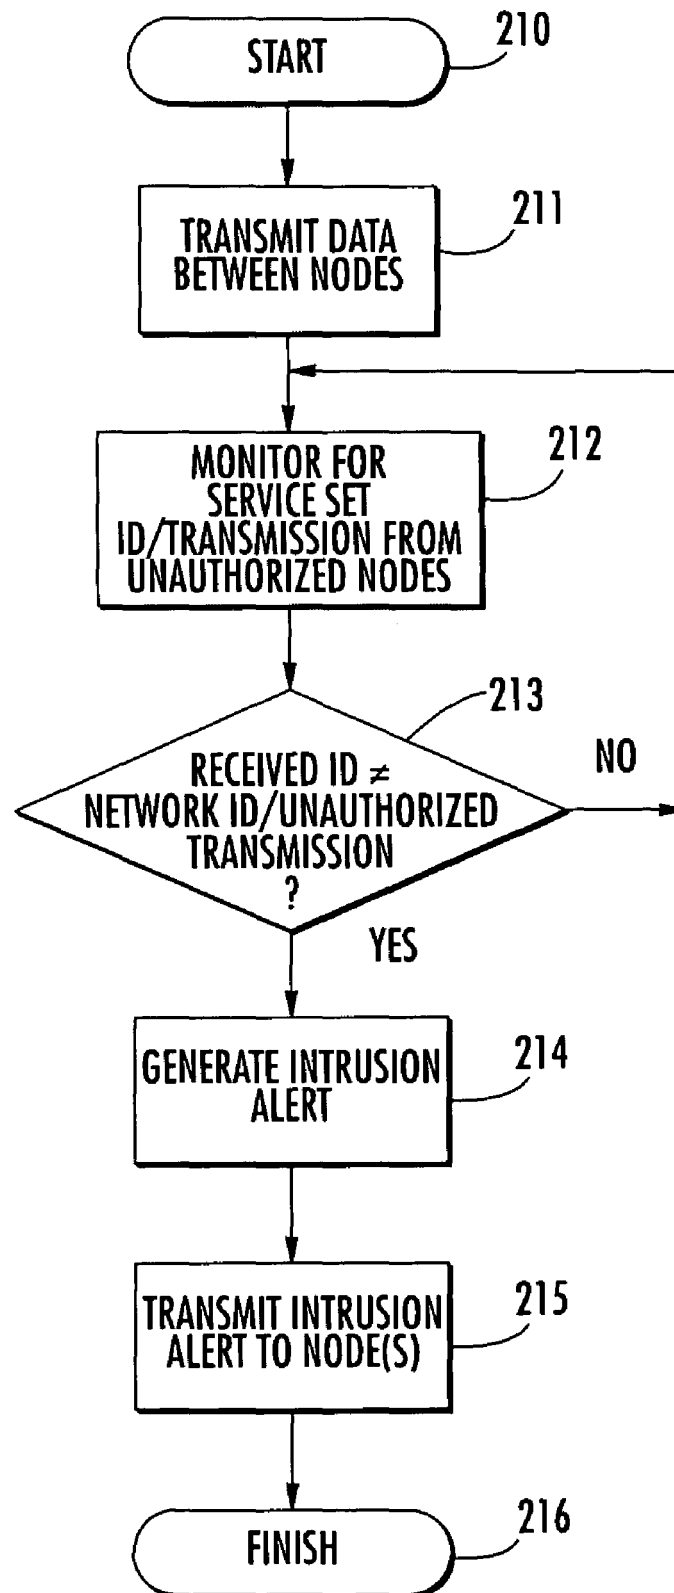 START
210
TRANSMIT DATA
BETWEEN NODES
211
MONITOR FOR
SERVICE SET
ID/TRANSMISSION FROM
UNAUTHORIZED NODES
212
RECEIVED ID ≠
NETWORK ID/UNAUTHORIZED
TRANSMISSION
?
213
NO
YES
GENERATE INTRUSION
ALERT
214
TRANSMIT INTRUSION
ALERT TO NODE(S)
215
FINISH
216